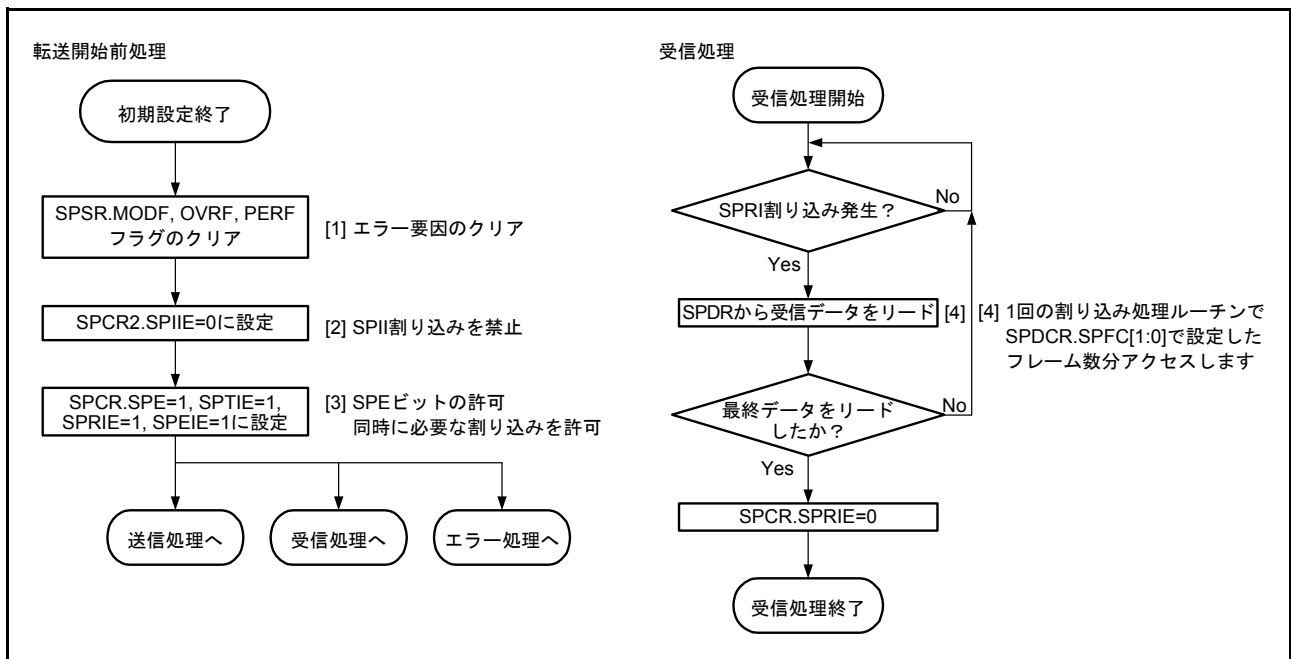 転送開始前処理
初期設定終了
SPSR.MODF, OVRF, PERF
フラグのクリア
[1] エラー要因のクリア
SPCR2.SPIIE=0に設定
[2] SPII割り込みを禁止
SPCR.SPE=1, SPTIE=1,
SPRIE=1, SPEIE=1に設定
[3] SPEビットの許可
同時に必要な割り込みを許可
送信処理へ
受信処理へ
エラー処理へ
受信処理
受信処理開始
SPRI割り込み発生？
No
Yes
SPDRから受信データをリード
[4]
[4] 1回の割り込み処理ルーチンで
SPDCR.SPFC[1:0]で設定した
フレーム数分アクセスします
最終データをリード
したか？
No
Yes
SPCR.SPRIE=0
受信処理終了